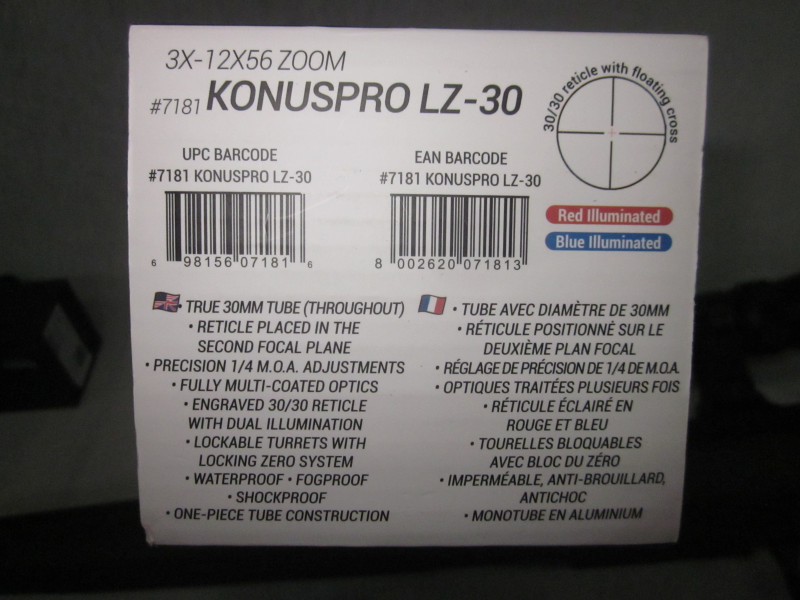 3X-12X56 ZOOM
#7181 KONUSPRO LZ-30
30/30 reticle with floating cross
UPC BARCODE
#7181 KONUSPRO LZ-30
6 98156 07181 6
EAN BARCODE
#7181 KONUSPRO LZ-30
8 002620 071813
Red Illuminated
Blue Illuminated
• TRUE 30MM TUBE (THROUGHOUT)
• RETICLE PLACED IN THE
SECOND FOCAL PLANE
• PRECISION 1/4 M.O.A. ADJUSTMENTS
• FULLY MULTI-COATED OPTICS
• ENGRAVED 30/30 RETICLE
WITH DUAL ILLUMINATION
• LOCKABLE TURRETS WITH
LOCKING ZERO SYSTEM
• WATERPROOF • FOGPROOF
• SHOCKPROOF
• ONE-PIECE TUBE CONSTRUCTION
• TUBE AVEC DIAMÈTRE DE 30MM
• RÉTICULE POSITIONNÉ SUR LE
DEUXIÈME PLAN FOCAL
• RÉGLAGE DE PRÉCISION DE 1/4 DE M.O.A.
• OPTIQUES TRAITÉES PLUSIEURS FOIS
• RÉTICULE ÉCLAIRÉ EN
ROUGE ET BLEU
• TOURELLES BLOQUABLES
AVEC BLOC DU ZÉRO
• IMPERMÉABLE, ANTI-BROUILLARD,
ANTICHOC
• MONOTUBE EN ALUMINIUM